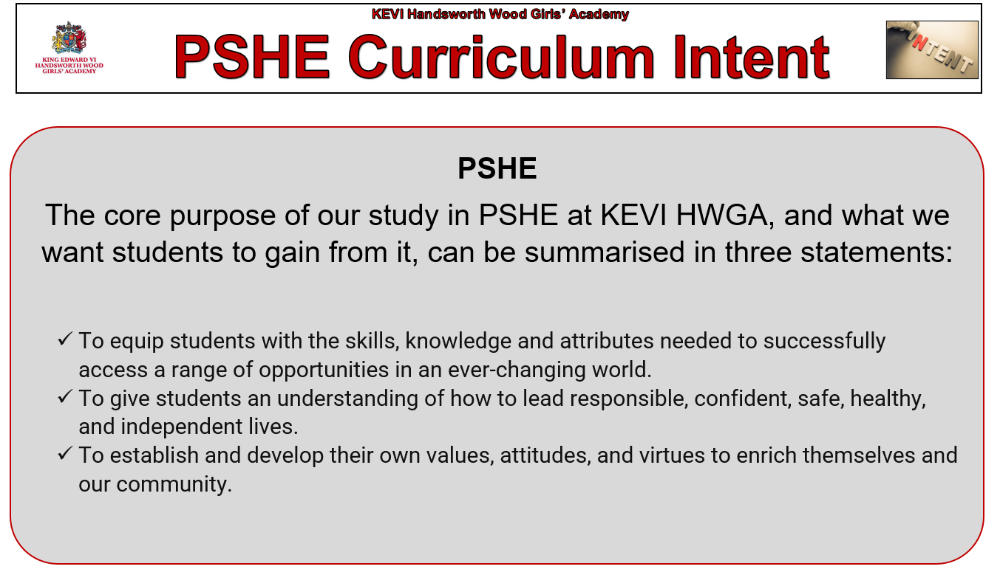 KEVI Handsworth Wood Girls' Academy
PSHE Curriculum Intent
KING EDWARD VI
HANDSWORTH WOOD
GIRLS' ACADEMY
INTENT
PSHE
The core purpose of our study in PSHE at KEVI HWGA, and what we
want students to gain from it, can be summarised in three statements:
✓ To equip students with the skills, knowledge and attributes needed to successfully
access a range of opportunities in an ever-changing world.
✓ To give students an understanding of how to lead responsible, confident, safe, healthy,
and independent lives.
✓ To establish and develop their own values, attitudes, and virtues to enrich themselves and
our community.